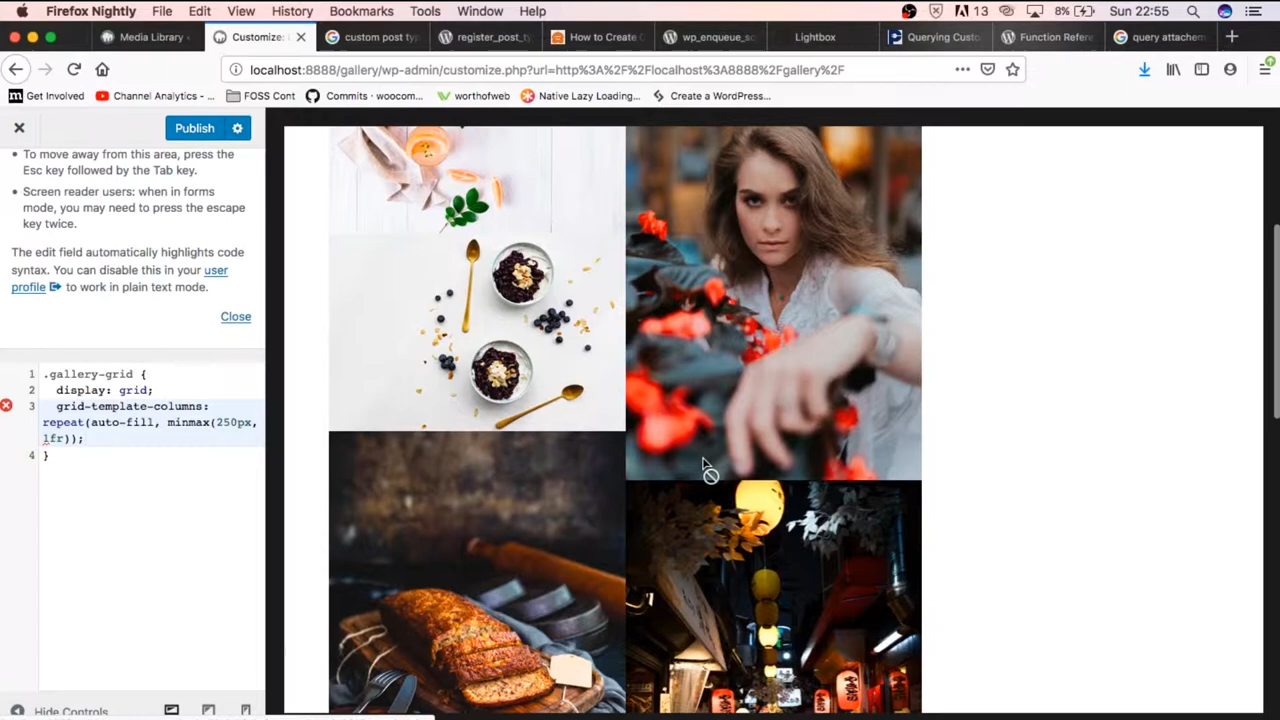 Firefox Nightly File Edit View History Bookmarks Tools Window Help 13 8% Sun 22:55
Media Library Customize: customize post typ register_post_ty How to Create C wp_enqueue_sc Lightbox Querying Custo Function Refere query attachem
localhost:8888/gallery/wp-admin/customize.php?url=http%3A%2F%2Flocalhost%3A8888%2Fgallery%2F
Get Involved Channel Analytics - ... FOSS Cont Commits · woocom... worthofweb Native Lazy Loading... Create a WordPress...
Publish
To move away from this area, press the
Esc key followed by the Tab key.
Screen reader users: when in forms
mode, you may need to press the escape
key twice.
The edit field automatically highlights code
syntax. You can disable this in your user
profile to work in plain text mode.
Close
1 .gallery-grid {
2 display: grid;
3 grid-template-columns:
repeat(auto-fill, minmax(250px,
lfr));
4 }
Hide Controls